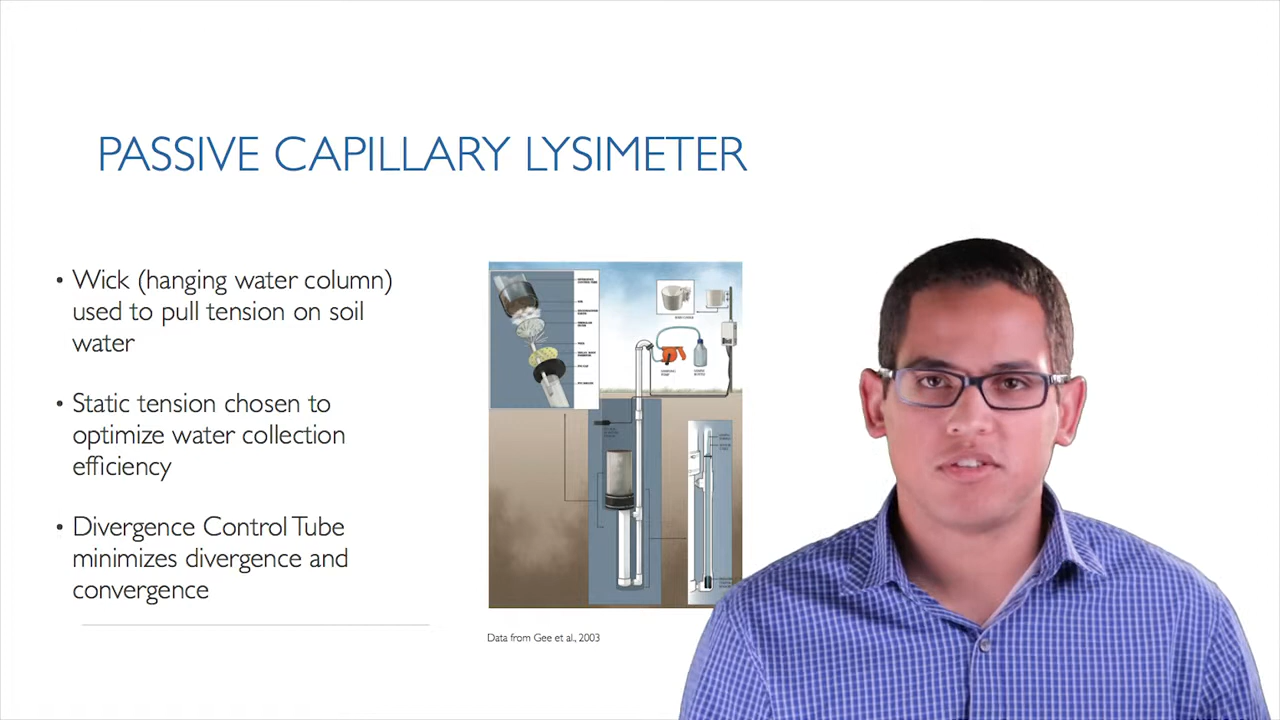 PASSIVE CAPILLARY LYSIMETER
• Wick (hanging water column)
used to pull tension on soil
water
• Static tension chosen to
optimize water collection
efficiency
• Divergence Control Tube
minimizes divergence and
convergence
Data from Gee et al., 2003